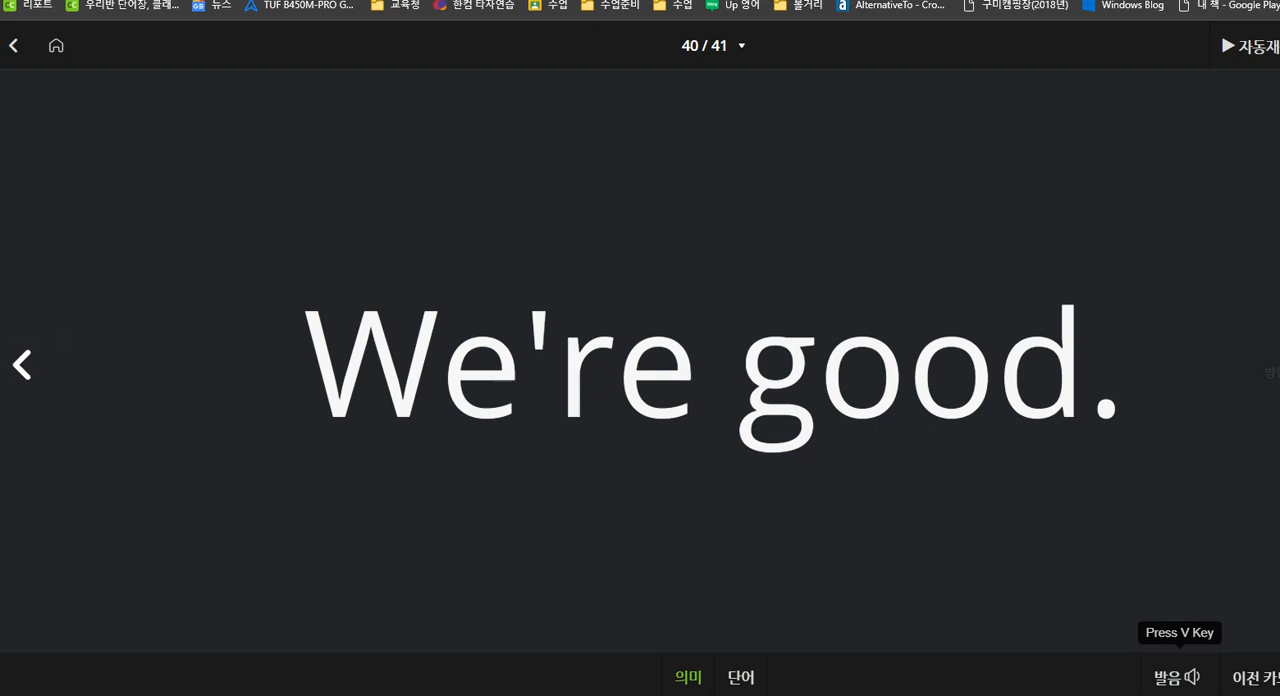 리포트 우리반 단어장, 클래... 뉴스 TUF B450M-PRO G... 교육청 한컴 타자연습 수업 수업준비 수업 Up 영어 볼거리 AlternativeTo - Cro... 구미캠핑장(2018년) Windows Blog 내 책 - Google Play
40 / 41 ▶ 자동재
We're good.
Press V Key
의미 단어 발음 이전 카드